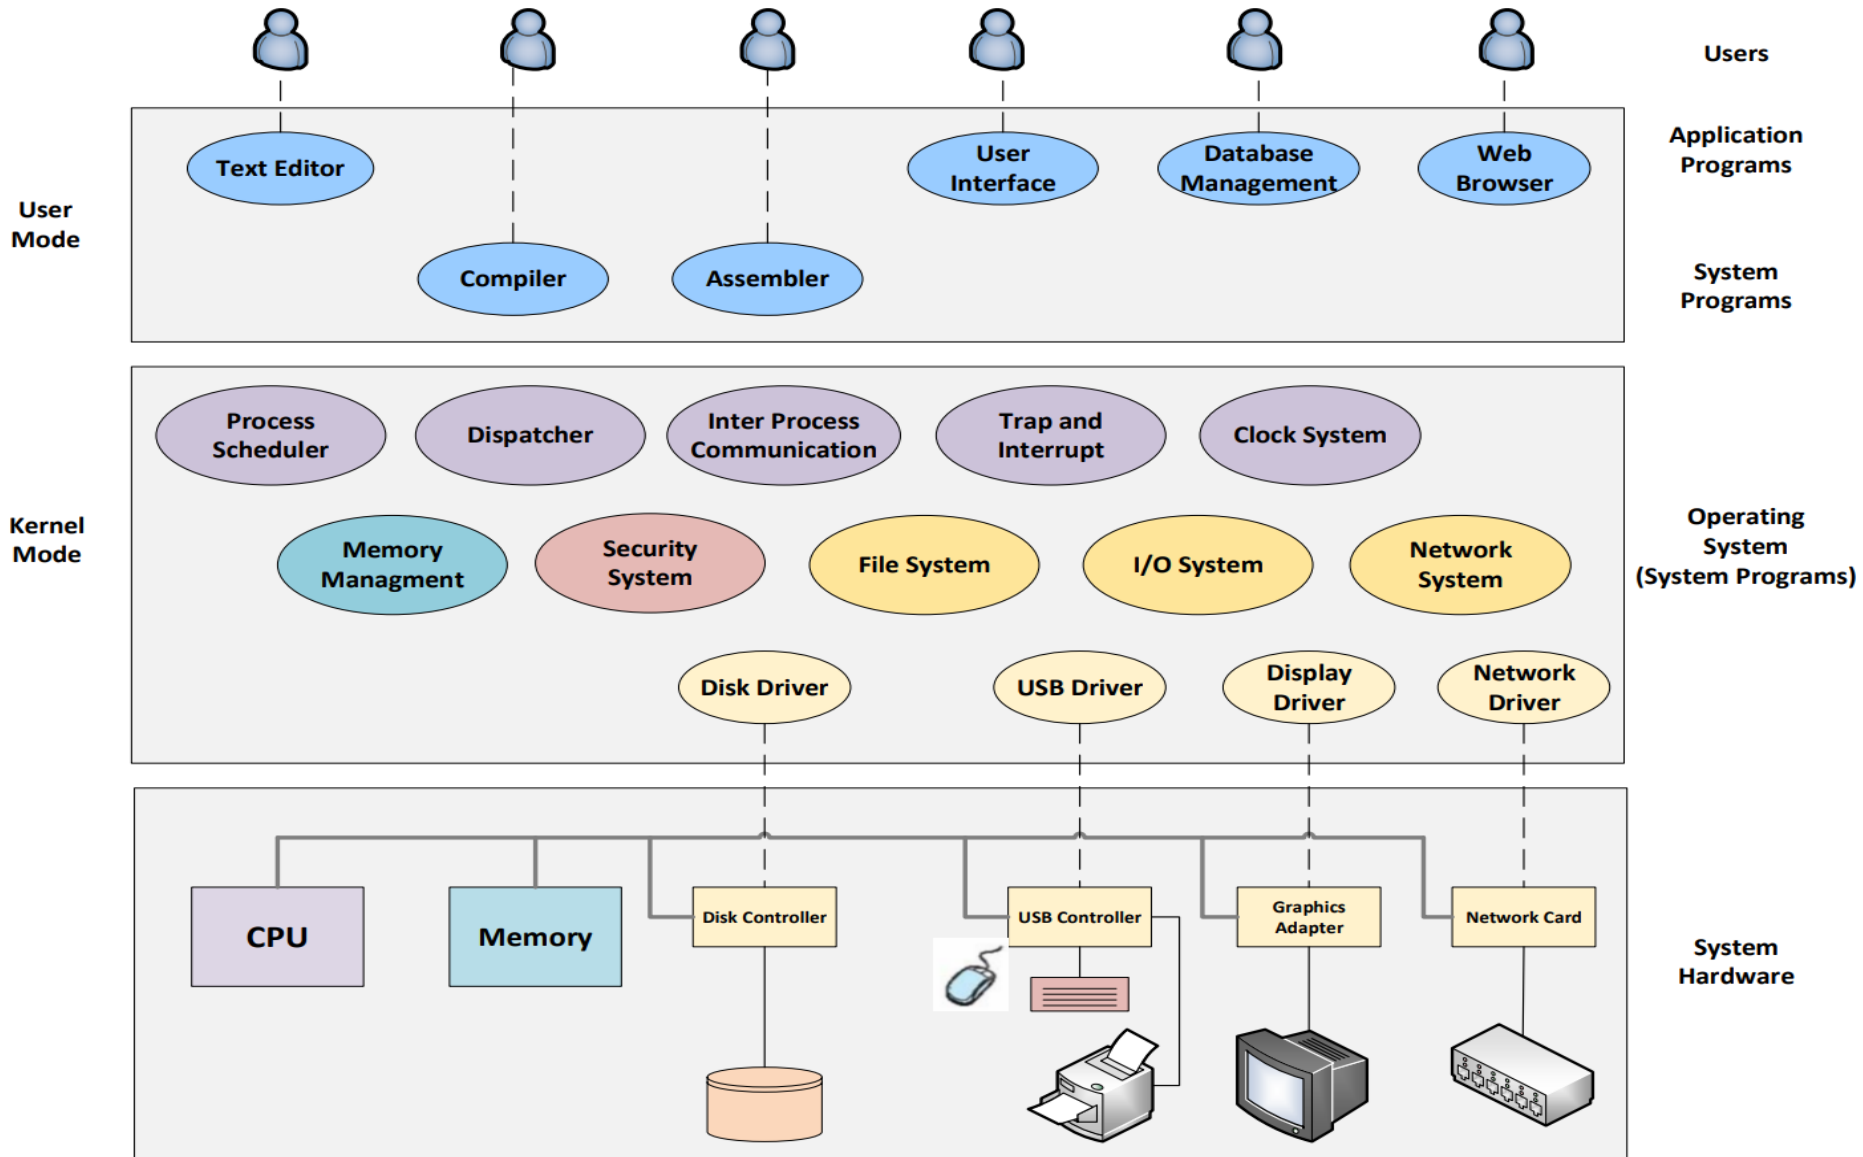 Users
Application
Programs
Text Editor
User
Interface
Database
Management
Web
Browser
User
Mode
Compiler
Assembler
System
Programs
Process
Scheduler
Dispatcher
Inter Process
Communication
Trap and
Interrupt
Clock System
Kernel
Mode
Memory
Managment
Security
System
File System
I/O System
Network
System
Operating
System
(System Programs)
Disk Driver
USB Driver
Display
Driver
Network
Driver
CPU
Memory
Disk Controller
USB Controller
Graphics
Adapter
Network Card
System
Hardware